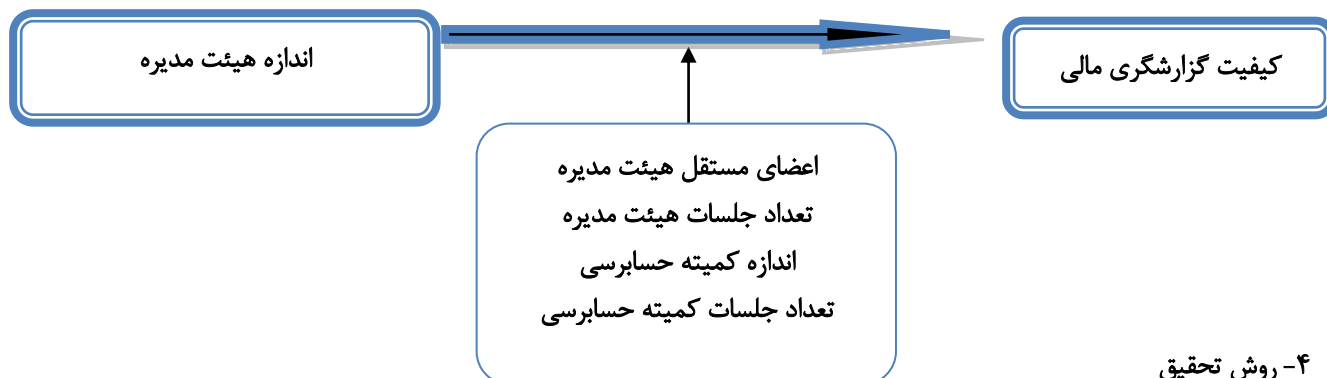 اندازه هیئت مدیره
کیفیت گزارشگری مالی
اعضای مستقل هیئت مدیره
تعداد جلسات هیئت مدیره
اندازه کمیته حسابرسی
تعداد جلسات کمیته حسابرسی
۴- روش تحقیق